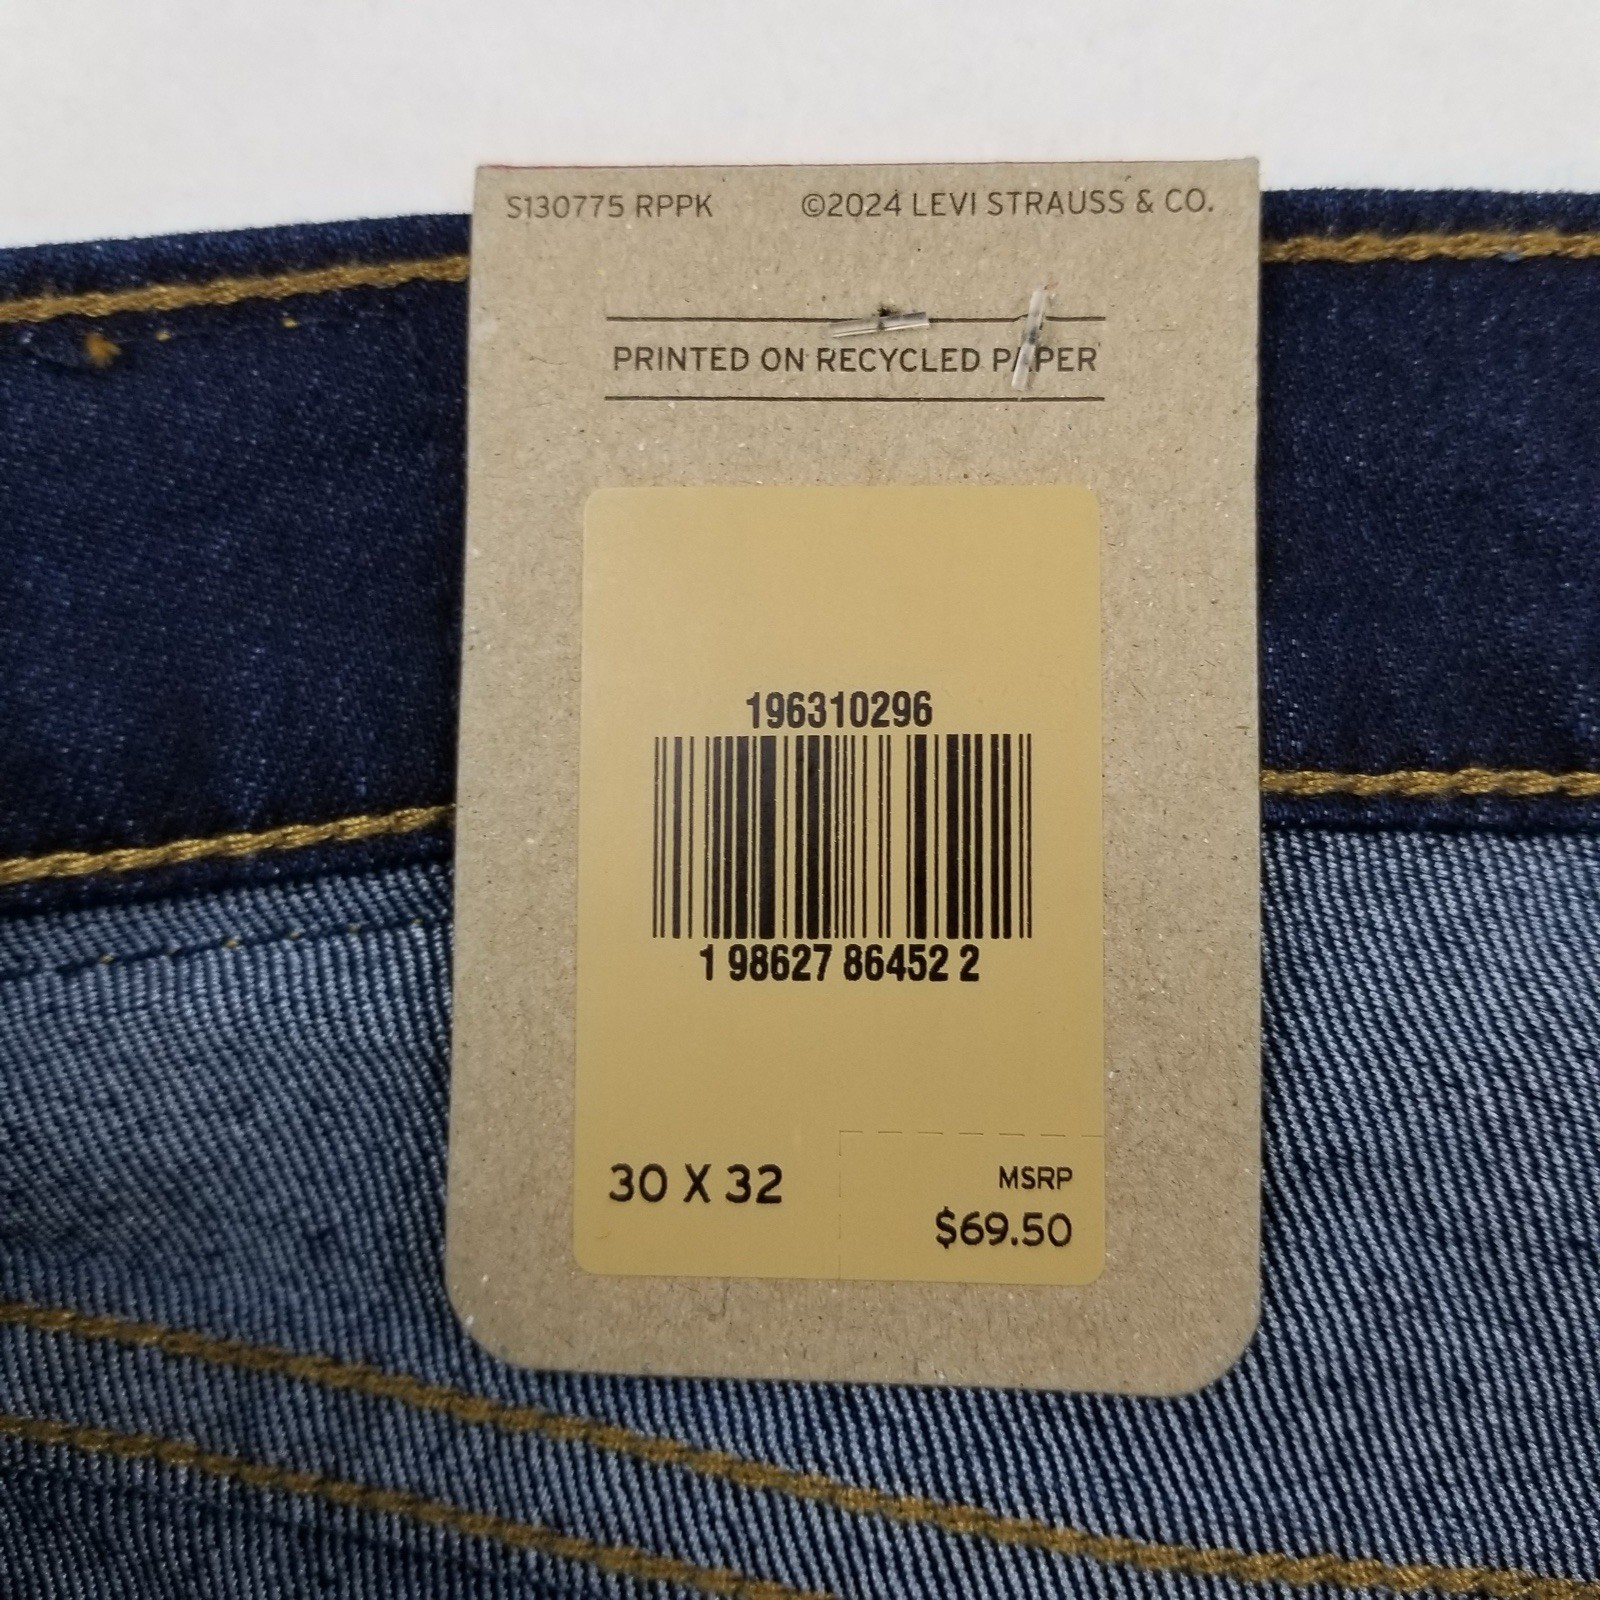 S130775 RPPK ©2024 LEVI STRAUSS & CO.
PRINTED ON RECYCLED PAPER
196310296
1 98627 86452 2
30 X 32
MSRP
$69.50